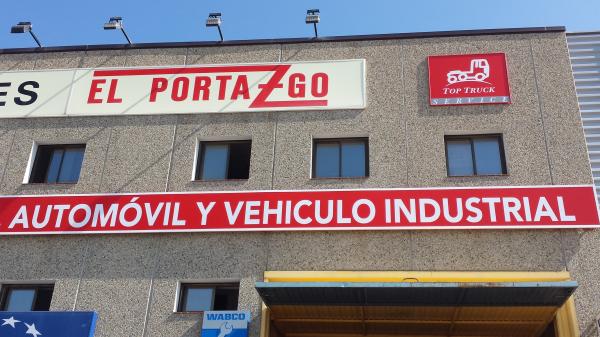 ES EL PORTAZGO
TOP TRUCK
SERVICE
AUTOMÓVIL Y VEHICULO INDUSTRIAL
WABCO